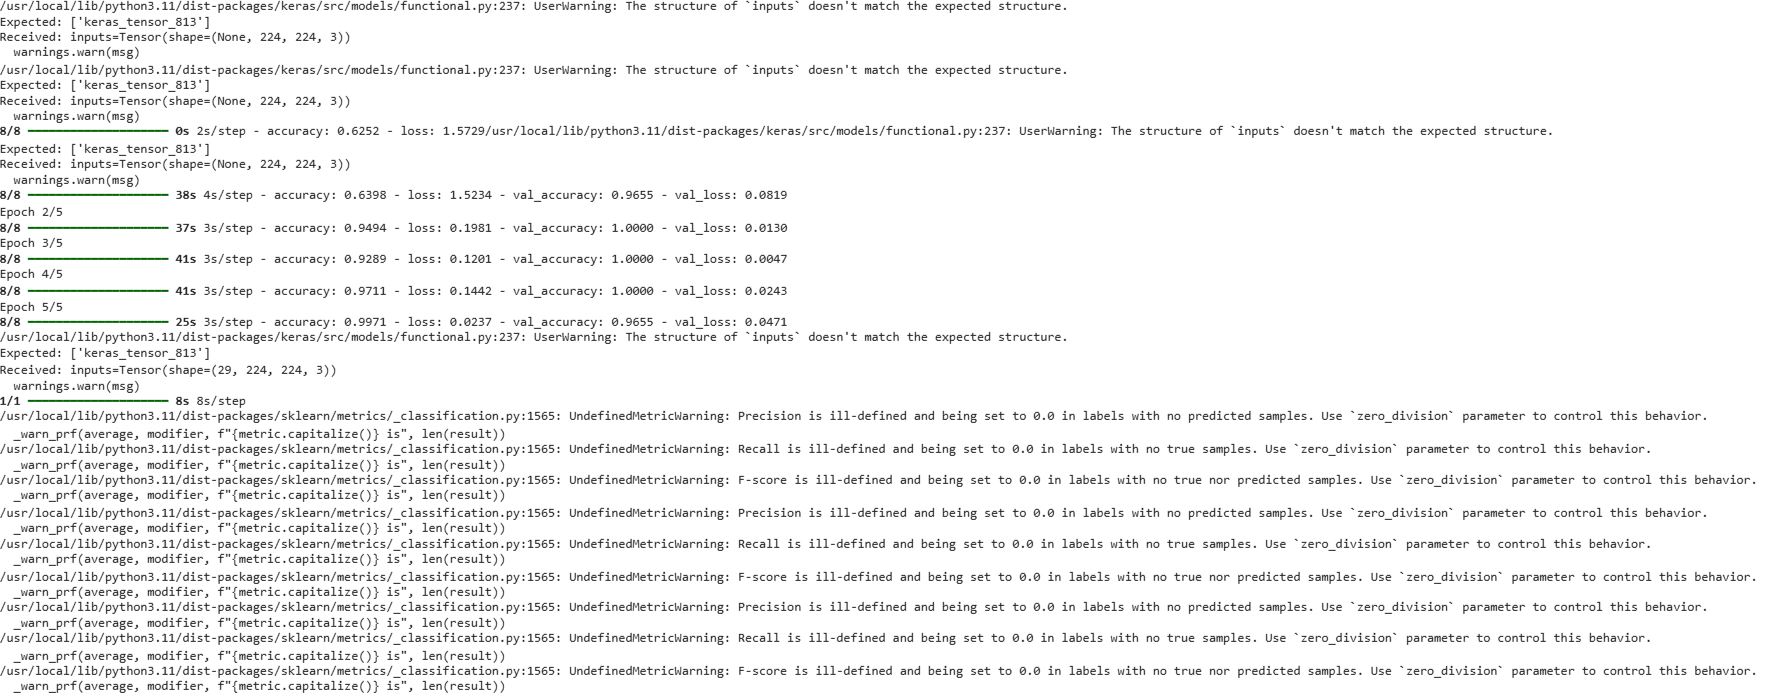 /usr/local/lib/python3.11/dist-packages/keras/src/models/functional.py:237: UserWarning: The structure of `inputs` doesn't match the expected structure.
Expected: ['keras_tensor_813']
Received: inputs=Tensor(shape=(None, 224, 224, 3))
  warnings.warn(msg)
/usr/local/lib/python3.11/dist-packages/keras/src/models/functional.py:237: UserWarning: The structure of `inputs` doesn't match the expected structure.
Expected: ['keras_tensor_813']
Received: inputs=Tensor(shape=(None, 224, 224, 3))
  warnings.warn(msg)
8/8 ━━━━━━━━━━━━━━━━━━━━ 0s 2s/step - accuracy: 0.6252 - loss: 1.5729/usr/local/lib/python3.11/dist-packages/keras/src/models/functional.py:237: UserWarning: The structure of `inputs` doesn't match the expected structure.
Expected: ['keras_tensor_813']
Received: inputs=Tensor(shape=(None, 224, 224, 3))
  warnings.warn(msg)
8/8 ━━━━━━━━━━━━━━━━━━━━ 38s 4s/step - accuracy: 0.6398 - loss: 1.5234 - val_accuracy: 0.9655 - val_loss: 0.0819
Epoch 2/5
8/8 ━━━━━━━━━━━━━━━━━━━━ 37s 3s/step - accuracy: 0.9494 - loss: 0.1981 - val_accuracy: 1.0000 - val_loss: 0.0130
Epoch 3/5
8/8 ━━━━━━━━━━━━━━━━━━━━ 41s 3s/step - accuracy: 0.9289 - loss: 0.1201 - val_accuracy: 1.0000 - val_loss: 0.0047
Epoch 4/5
8/8 ━━━━━━━━━━━━━━━━━━━━ 41s 3s/step - accuracy: 0.9711 - loss: 0.1442 - val_accuracy: 1.0000 - val_loss: 0.0243
Epoch 5/5
8/8 ━━━━━━━━━━━━━━━━━━━━ 25s 3s/step - accuracy: 0.9971 - loss: 0.0237 - val_accuracy: 0.9655 - val_loss: 0.0471
/usr/local/lib/python3.11/dist-packages/keras/src/models/functional.py:237: UserWarning: The structure of `inputs` doesn't match the expected structure.
Expected: ['keras_tensor_813']
Received: inputs=Tensor(shape=(29, 224, 224, 3))
  warnings.warn(msg)
1/1 ━━━━━━━━━━━━━━━━━━━━ 8s 8s/step
/usr/local/lib/python3.11/dist-packages/sklearn/metrics/_classification.py:1565: UndefinedMetricWarning: Precision is ill-defined and being set to 0.0 in labels with no predicted samples. Use `zero_division` parameter to control this behavior.
  _warn_prf(average, modifier, f"{metric.capitalize()} is", len(result))
/usr/local/lib/python3.11/dist-packages/sklearn/metrics/_classification.py:1565: UndefinedMetricWarning: Recall is ill-defined and being set to 0.0 in labels with no true samples. Use `zero_division` parameter to control this behavior.
  _warn_prf(average, modifier, f"{metric.capitalize()} is", len(result))
/usr/local/lib/python3.11/dist-packages/sklearn/metrics/_classification.py:1565: UndefinedMetricWarning: F-score is ill-defined and being set to 0.0 in labels with no true nor predicted samples. Use `zero_division` parameter to control this behavior.
  _warn_prf(average, modifier, f"{metric.capitalize()} is", len(result))
/usr/local/lib/python3.11/dist-packages/sklearn/metrics/_classification.py:1565: UndefinedMetricWarning: Precision is ill-defined and being set to 0.0 in labels with no predicted samples. Use `zero_division` parameter to control this behavior.
  _warn_prf(average, modifier, f"{metric.capitalize()} is", len(result))
/usr/local/lib/python3.11/dist-packages/sklearn/metrics/_classification.py:1565: UndefinedMetricWarning: Recall is ill-defined and being set to 0.0 in labels with no true samples. Use `zero_division` parameter to control this behavior.
  _warn_prf(average, modifier, f"{metric.capitalize()} is", len(result))
/usr/local/lib/python3.11/dist-packages/sklearn/metrics/_classification.py:1565: UndefinedMetricWarning: F-score is ill-defined and being set to 0.0 in labels with no true nor predicted samples. Use `zero_division` parameter to control this behavior.
  _warn_prf(average, modifier, f"{metric.capitalize()} is", len(result))
/usr/local/lib/python3.11/dist-packages/sklearn/metrics/_classification.py:1565: UndefinedMetricWarning: Precision is ill-defined and being set to 0.0 in labels with no predicted samples. Use `zero_division` parameter to control this behavior.
  _warn_prf(average, modifier, f"{metric.capitalize()} is", len(result))
/usr/local/lib/python3.11/dist-packages/sklearn/metrics/_classification.py:1565: UndefinedMetricWarning: Recall is ill-defined and being set to 0.0 in labels with no true samples. Use `zero_division` parameter to control this behavior.
  _warn_prf(average, modifier, f"{metric.capitalize()} is", len(result))
/usr/local/lib/python3.11/dist-packages/sklearn/metrics/_classification.py:1565: UndefinedMetricWarning: F-score is ill-defined and being set to 0.0 in labels with no true nor predicted samples. Use `zero_division` parameter to control this behavior.
  _warn_prf(average, modifier, f"{metric.capitalize()} is", len(result))